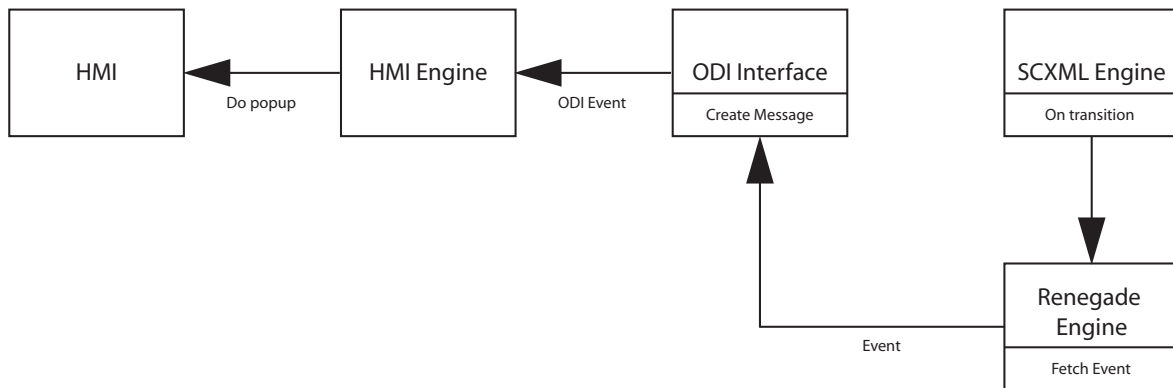 HMI
Do popup
HMI Engine
ODI Event
ODI Interface
Create Message
SCXML Engine
On transition
Renegade
Engine
Fetch Event
Event